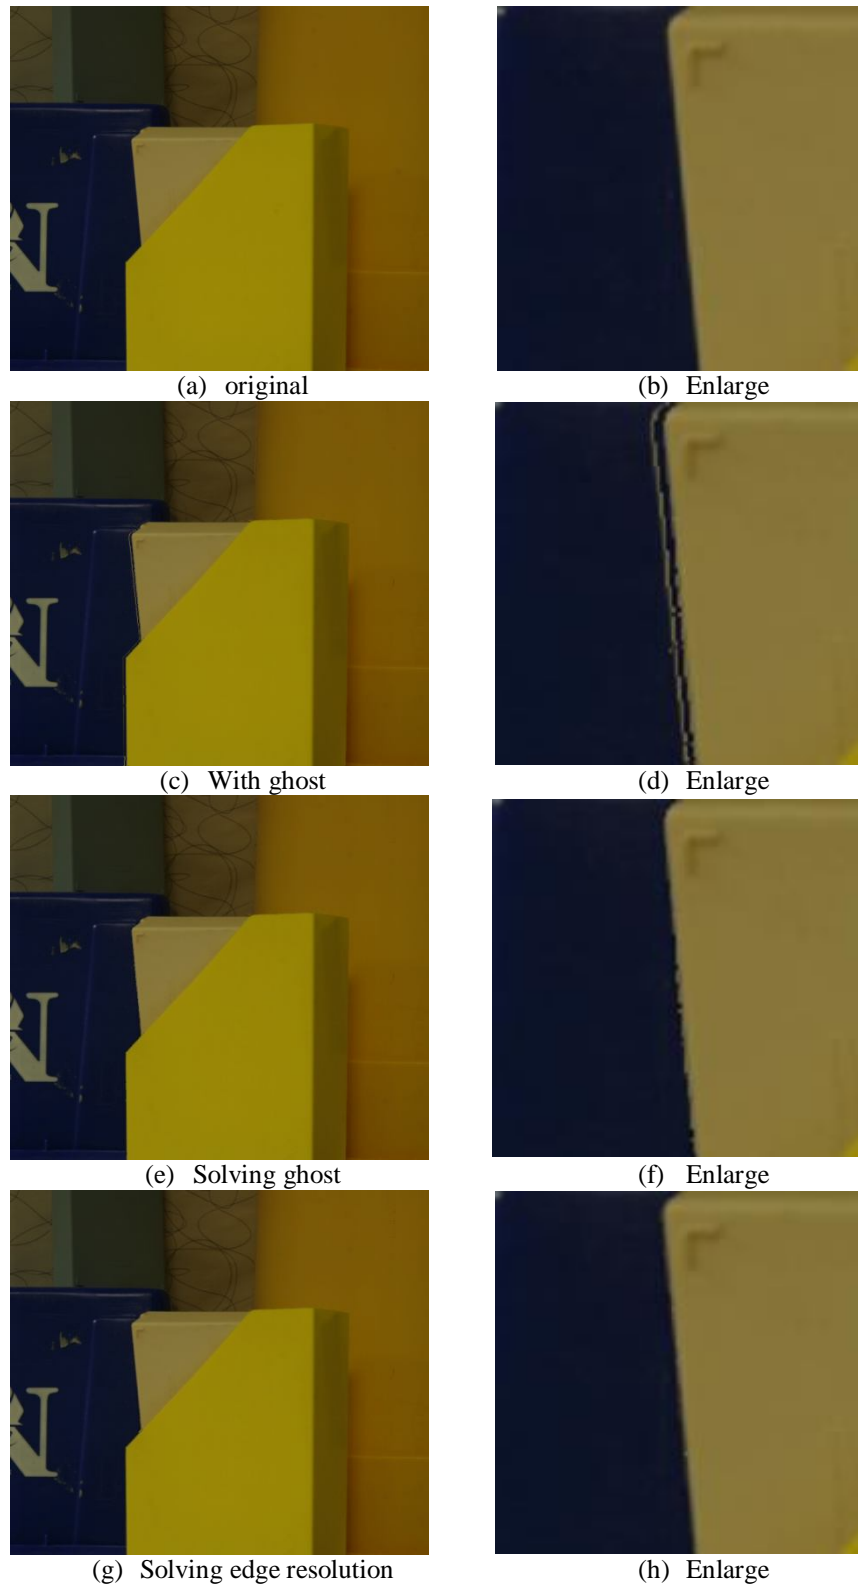 (a) original
(b) Enlarge
(c) With ghost
(d) Enlarge
(e) Solving ghost
(f) Enlarge
(g) Solving edge resolution
(h) Enlarge